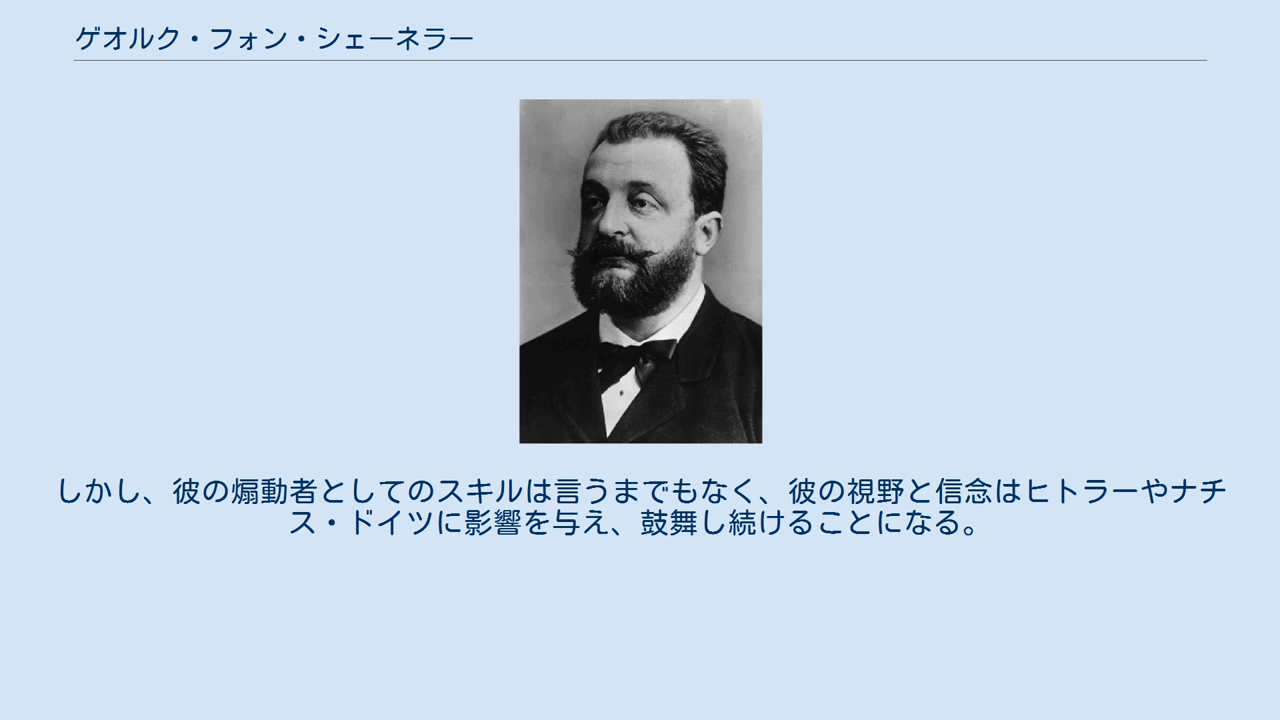 ゲオルク・フォン・シェーネラー
しかし、彼の煽動者としてのスキルは言うまでもなく、彼の視野と信念はヒトラーやナチ
ス・ドイツに影響を与え、鼓舞し続けることになる。